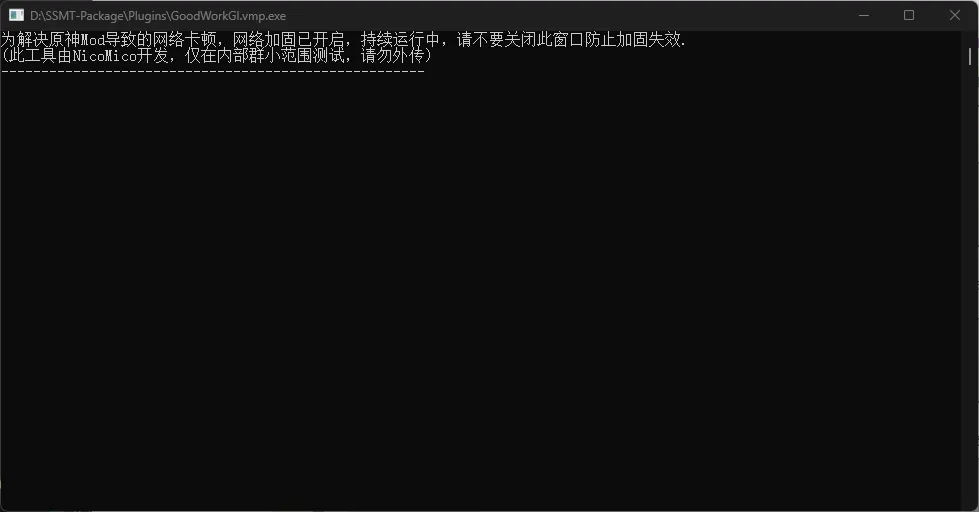 D:\SSMT-Package\Plugins\GoodWorkGI.vmp.exe
为解决原神Mod导致的网络卡顿，网络加固已开启，持续运行中，请不要关闭此窗口防止加固失效.
(此工具由NicoMico开发，仅在内部群小范围测试，请勿外传)
-----------------------------------------------------